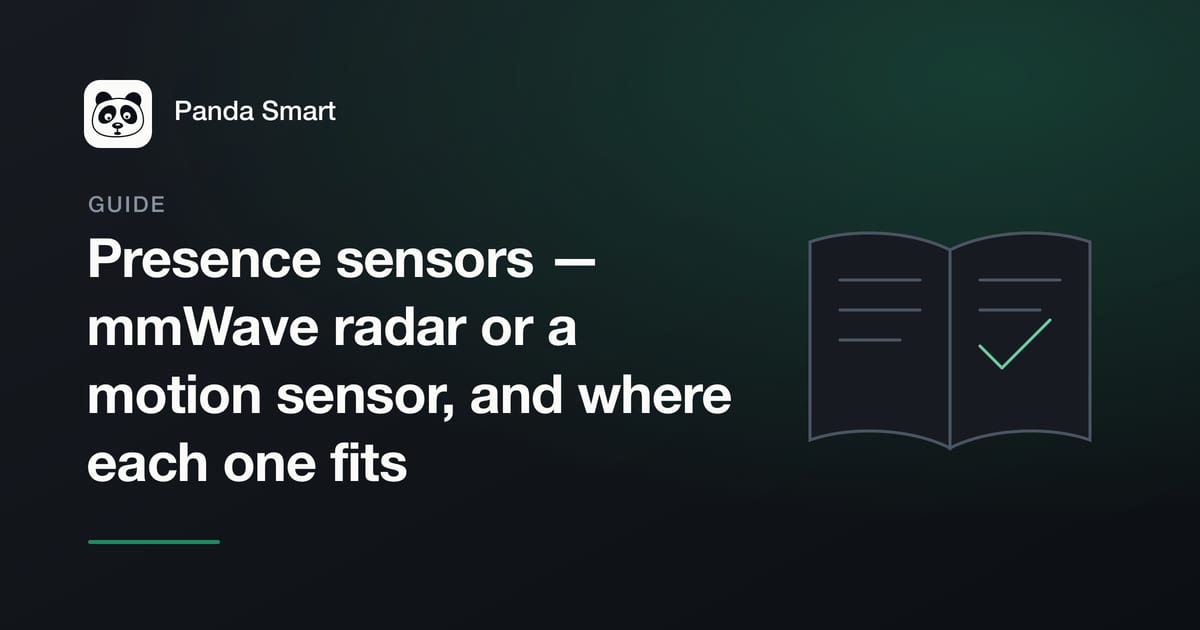 Panda Smart
GUIDE
Presence sensors —
mmWave radar or a
motion sensor, and where
each one fits